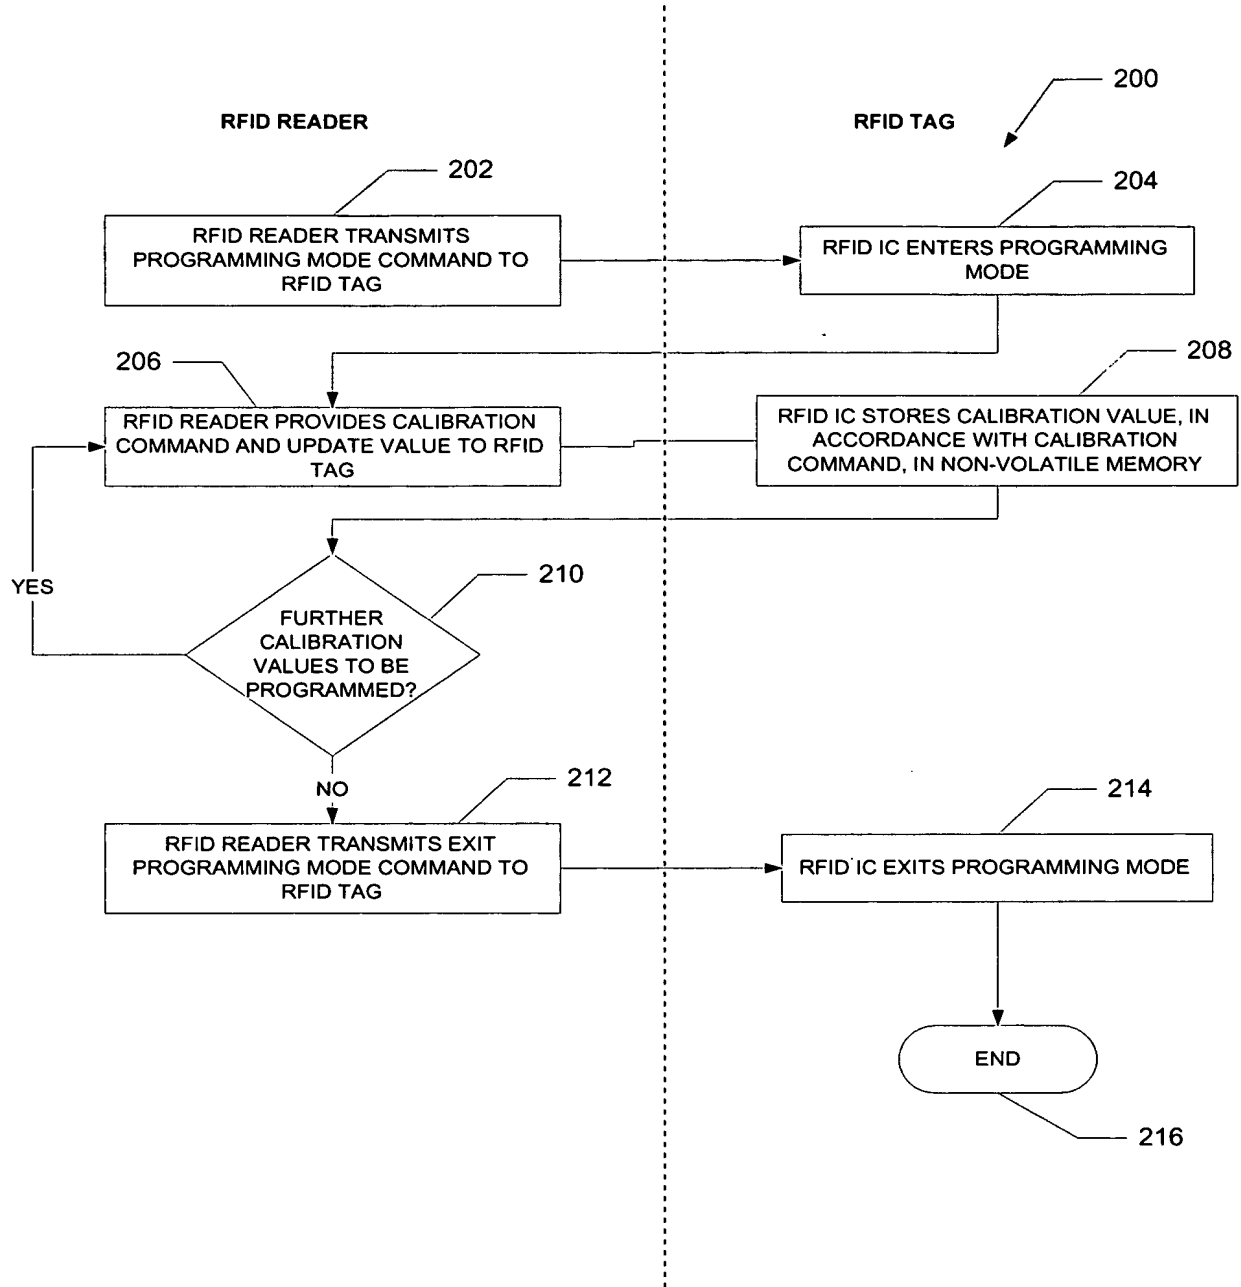 200
RFID READER
RFID TAG
202
204
RFID READER TRANSMITS
PROGRAMMING MODE COMMAND TO
RFID TAG
RFID IC ENTERS PROGRAMMING
MODE
206
208
RFID READER PROVIDES CALIBRATION
COMMAND AND UPDATE VALUE TO RFID
TAG
RFID IC STORES CALIBRATION VALUE, IN
ACCORDANCE WITH CALIBRATION
COMMAND, IN NON-VOLATILE MEMORY
YES
210
FURTHER
CALIBRATION
VALUES TO BE
PROGRAMMED?
NO
212
214
RFID READER TRANSMITS EXIT
PROGRAMMING MODE COMMAND TO
RFID TAG
RFID IC EXITS PROGRAMMING MODE
END
216